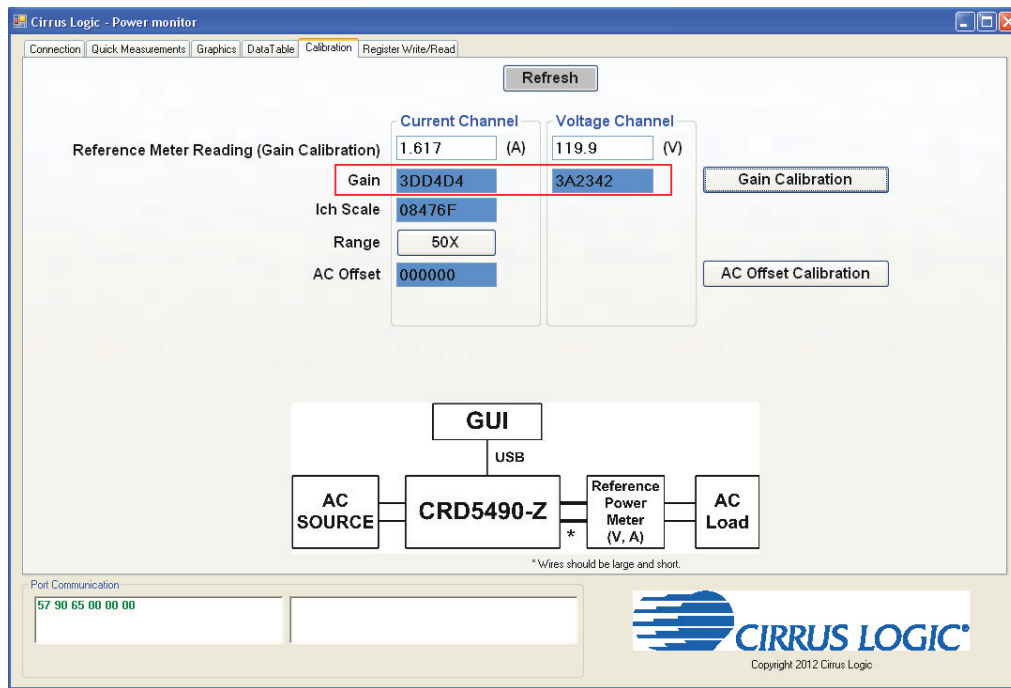 Cirrus Logic - Power monitor
Connection Quick Measurements Graphics DataTable Calibration Register Write/Read
Refresh
Current Channel Voltage Channel
Reference Meter Reading (Gain Calibration) 1.617 (A) 119.9 (V)
Gain 3DD4D4 3A2342 Gain Calibration
Ich Scale 08476F
Range 50X
AC Offset 000000 AC Offset Calibration
GUI
USB
AC
SOURCE
CRD5490-Z
*
Reference
Power
Meter
(V, A)
AC
Load
* Wires should be large and short.
Port Communication
57 90 65 00 00 00
CIRRUS LOGIC®
Copyright 2012 Cirrus Logic